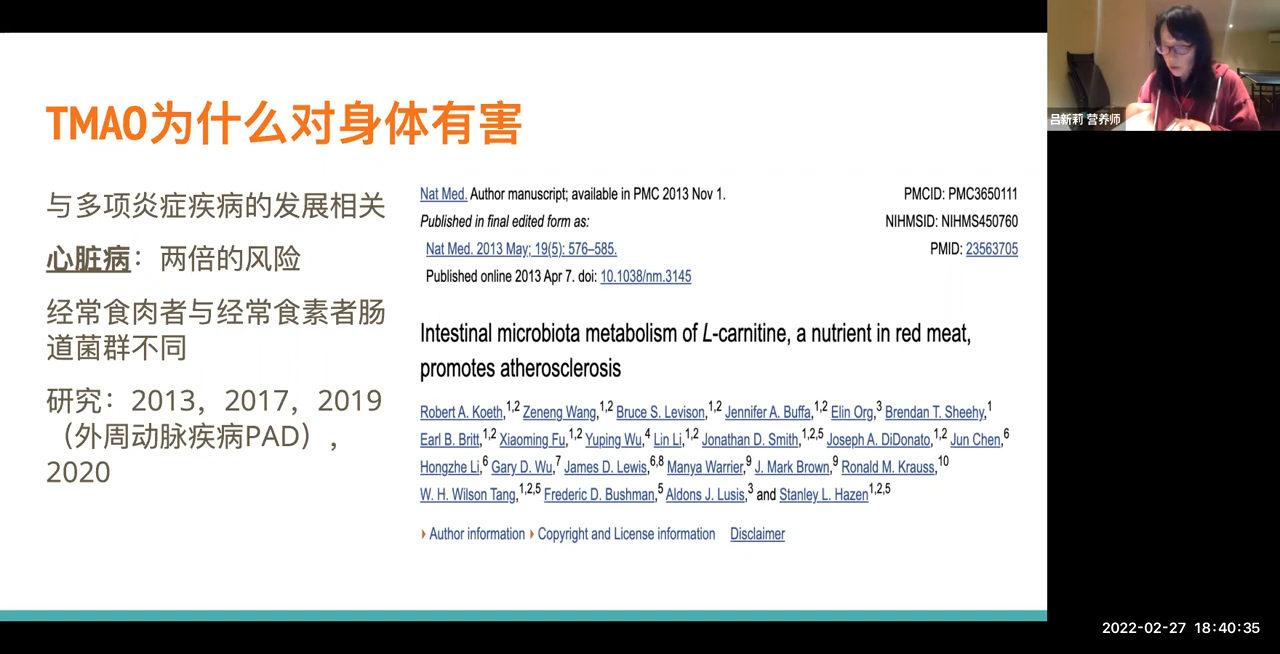 TMAO为什么对身体有害
与多项炎症疾病的发展相关
心脏病：两倍的风险
经常食肉者与经常食素者肠
道菌群不同
研究：2013，2017，2019
（外周动脉疾病PAD），
2020
Nat Med. Author manuscript; available in PMC 2013 Nov 1.
PMCID: PMC3650111
Published in final edited form as:
NIHMSID: NIHMS450760
Nat Med. 2013 May; 19(5): 576–585.
PMID: 23563705
Published online 2013 Apr 7. doi: 10.1038/nm.3145
Intestinal microbiota metabolism of L-carnitine, a nutrient in red meat,
promotes atherosclerosis
Robert A. Koeth,1,2 Zeneng Wang,1,2 Bruce S. Levison,1,2 Jennifer A. Buffa,1,2 Elin Org,3 Brendan T. Sheehy,1
Earl B. Britt,1,2 Xiaoming Fu,1,2 Yuping Wu,4 Lin Li,1,2 Jonathan D. Smith,1,2,5 Joseph A. DiDonato,1,2 Jun Chen,6
Hongzhe Li,6 Gary D. Wu,7 James D. Lewis,6,8 Manya Warrier,9 J. Mark Brown,9 Ronald M. Krauss,10
W. H. Wilson Tang,1,2,5 Frederic D. Bushman,5 Aldons J. Lusis,3 and Stanley L. Hazen1,2,5
Author information Copyright and License information Disclaimer
吕新莉 营养师
2022-02-27 18:40:35